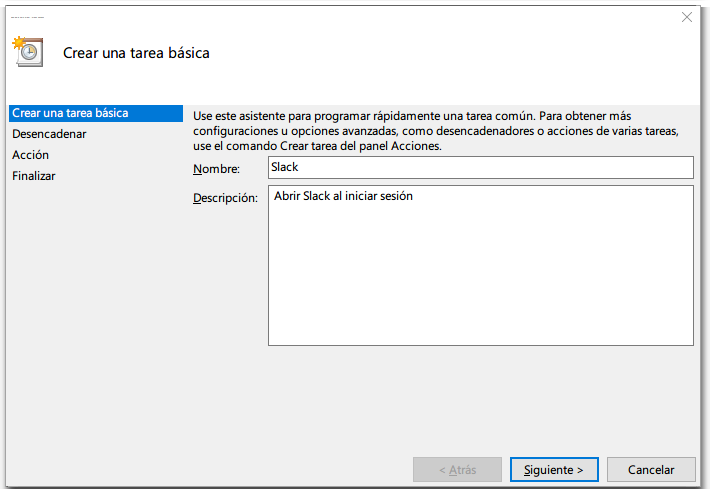 Crear una tarea básica
Crear una tarea básica
Desencadenar
Acción
Finalizar
Use este asistente para programar rápidamente una tarea común. Para obtener más
configuraciones u opciones avanzadas, como desencadenadores o acciones de varias tareas,
use el comando Crear tarea del panel Acciones.
Nombre:
Slack
Descripción:
Abrir Slack al iniciar sesión
< Atrás
Siguiente >
Cancelar